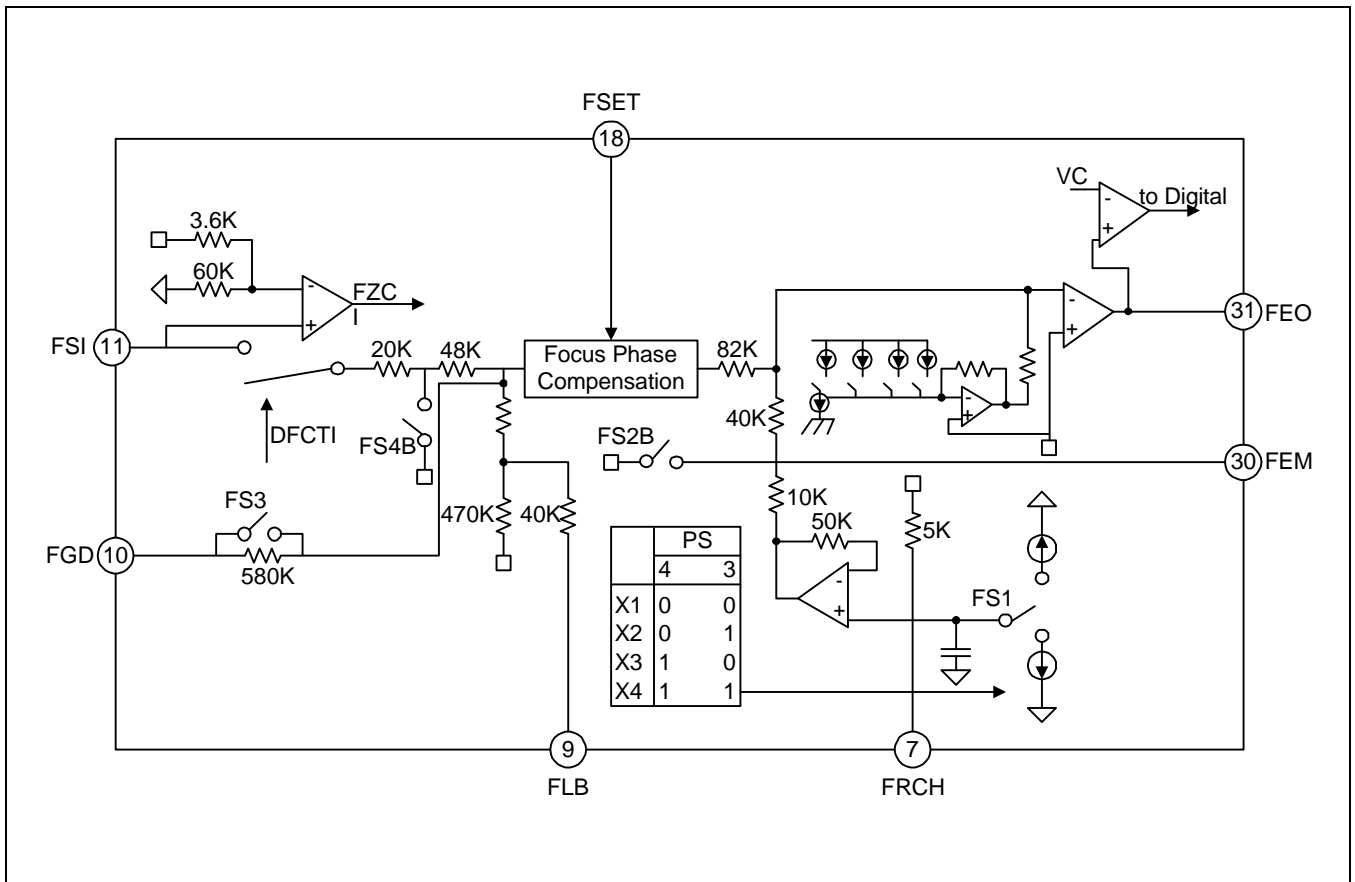 FSET
18
VC
to Digital
3.6K
60K
FZC
I
FSI
11
31
FEO
20K
48K
Focus Phase
Compensation
82K
40K
DFCTI
FS4B
FS2B
30
FEM
FS3
470K
40K
10K
50K
5K
FGD
10
580K
PS
4 3
X1 0 0
X2 0 1
X3 1 0
X4 1 1
FS1
9
FLB
7
FRCH